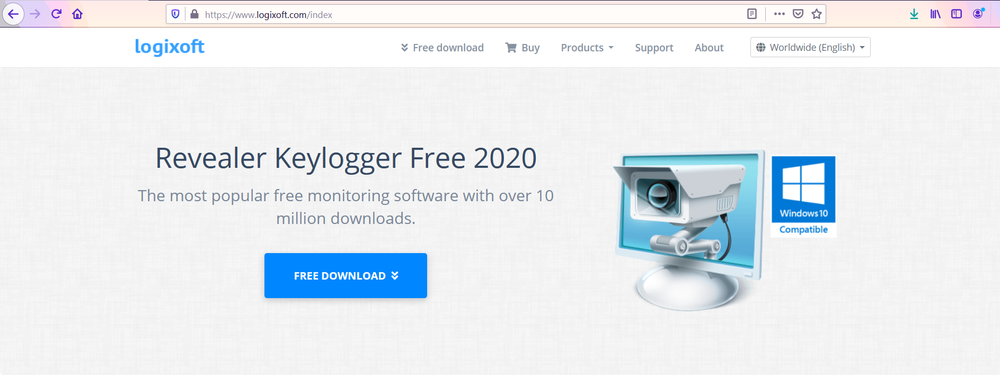 https://www.logixoft.com/index
logixoft
Free download
Buy
Products
Support
About
Worldwide (English)
Revealer Keylogger Free 2020
The most popular free monitoring software with over 10
million downloads.
FREE DOWNLOAD
Windows10
Compatible